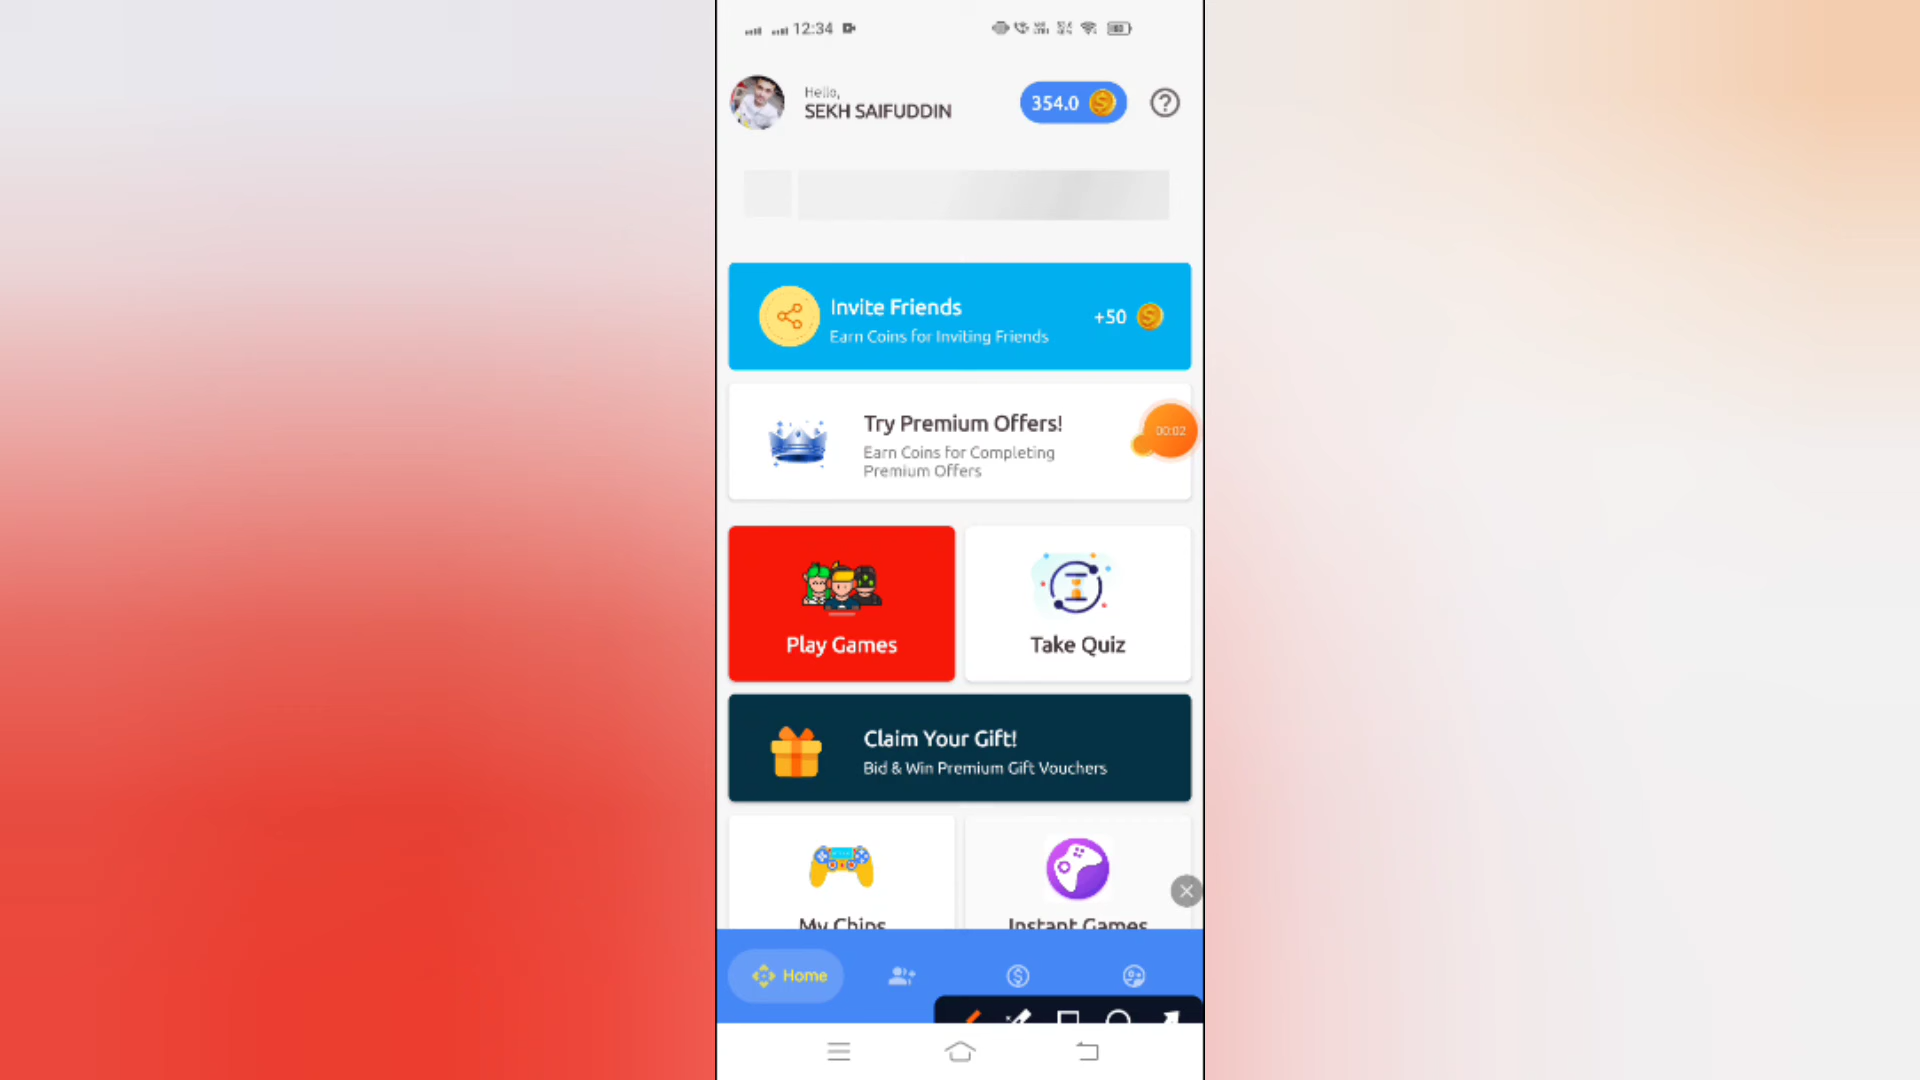 12:34
Hello,
SEKH SAIFUDDIN
354.0
Invite Friends
Earn Coins for Inviting Friends
+50
Try Premium Offers!
Earn Coins for Completing
Premium Offers
00:02
Play Games
Take Quiz
Claim Your Gift!
Bid & Win Premium Gift Vouchers
My Chips
Instant Games
Home